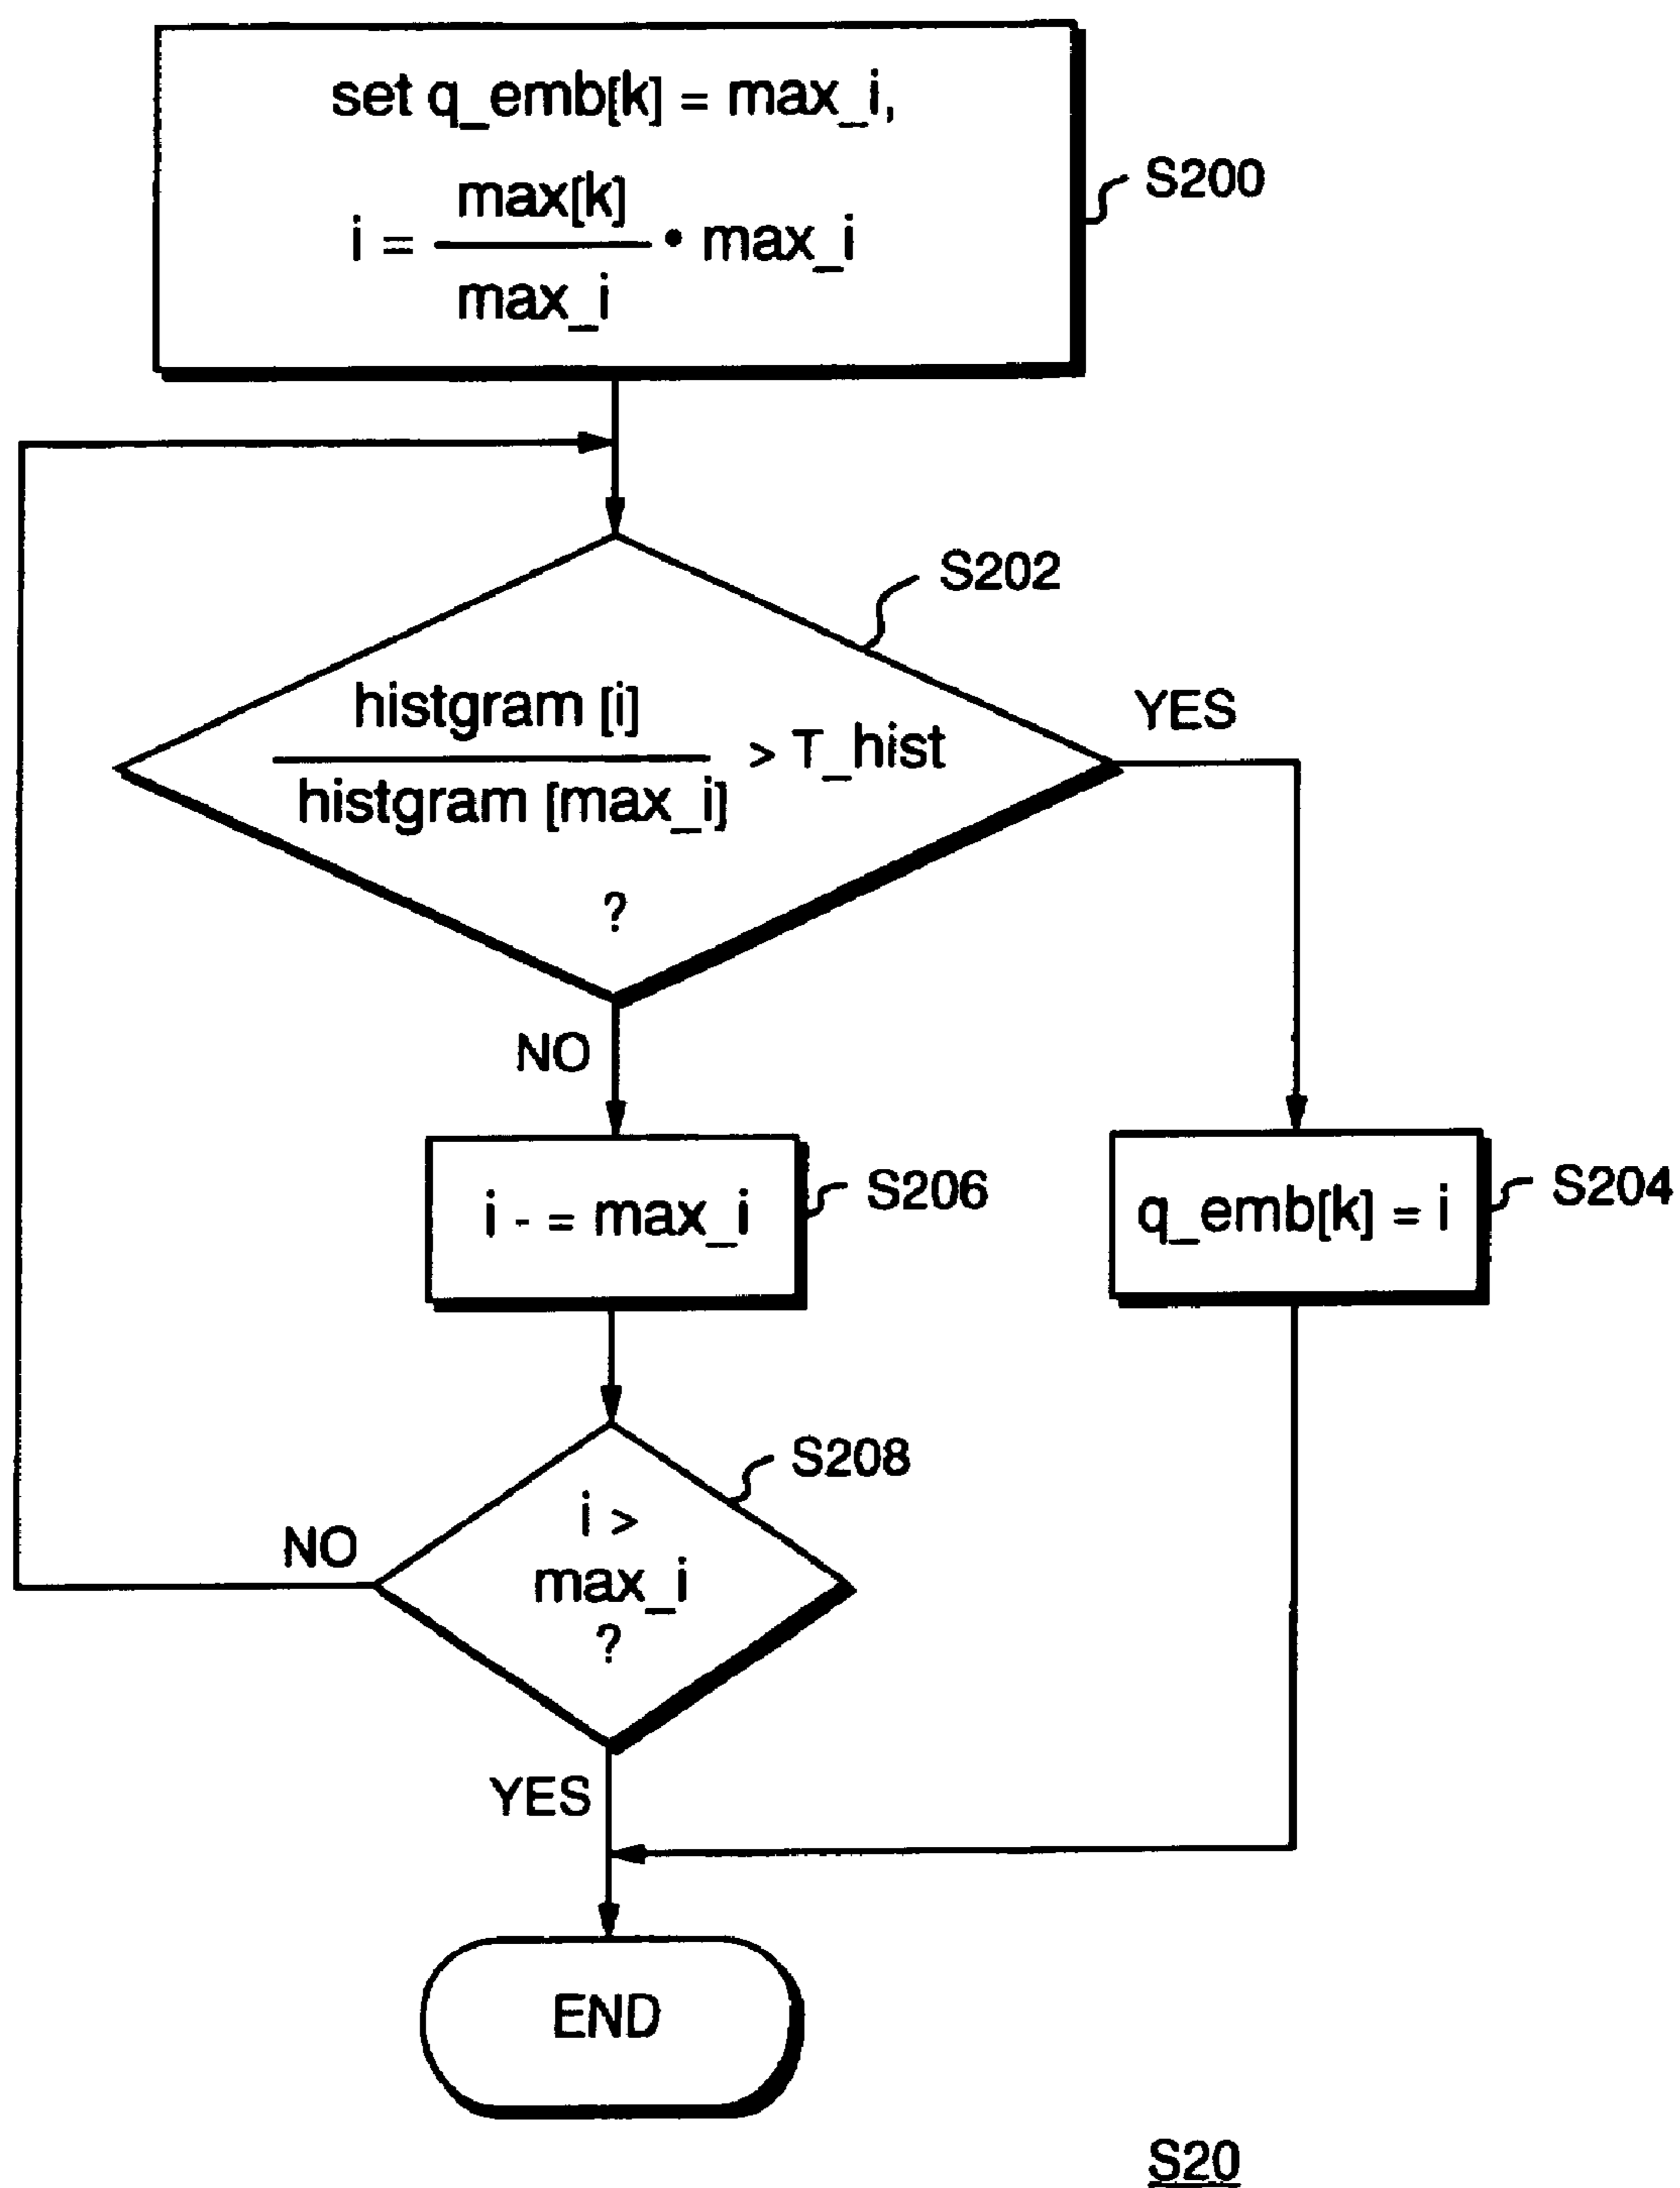 set q_emb[k] = max_i,
max[k]
i = • max_i
max_i
S200
S202
histgram [i]
> T_hist
histgram [max_i]
?
YES
NO
i - = max_i
S206
q_emb[k] = i
S204
S208
i >
max_i
?
NO
YES
END
S20